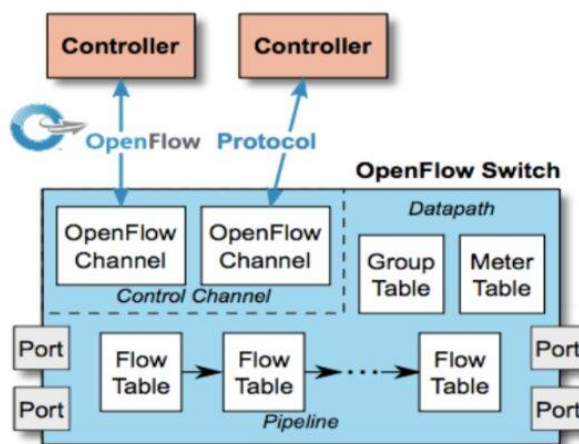 Controller Controller
OpenFlow Protocol
OpenFlow Switch
OpenFlow Channel
OpenFlow Channel
Control Channel
Datapath
Group Table
Meter Table
Port
Port
Flow Table
Flow Table
...
Flow Table
Pipeline
Port
Port